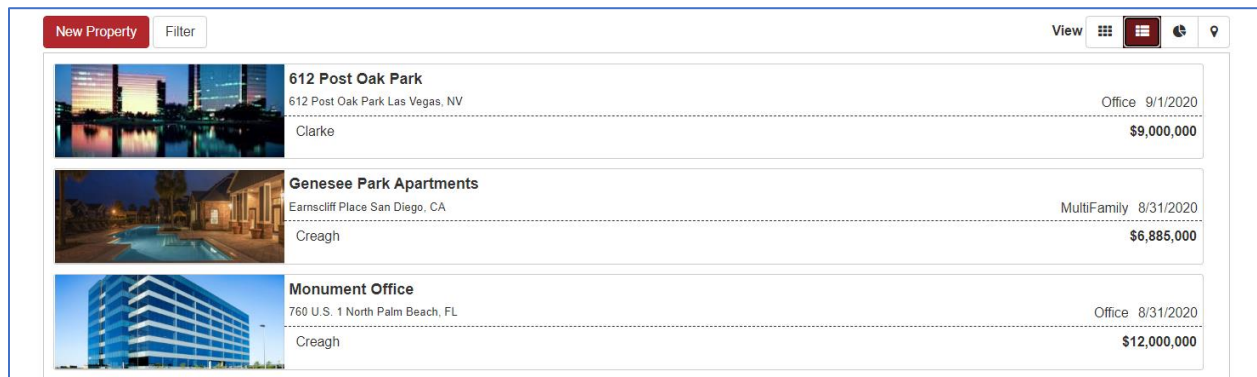 New Property Filter View
612 Post Oak Park
612 Post Oak Park Las Vegas, NV Office 9/1/2020
Clarke $9,000,000
Genesee Park Apartments
Earnscliff Place San Diego, CA MultiFamily 8/31/2020
Creagh $6,885,000
Monument Office
760 U.S. 1 North Palm Beach, FL Office 8/31/2020
Creagh $12,000,000